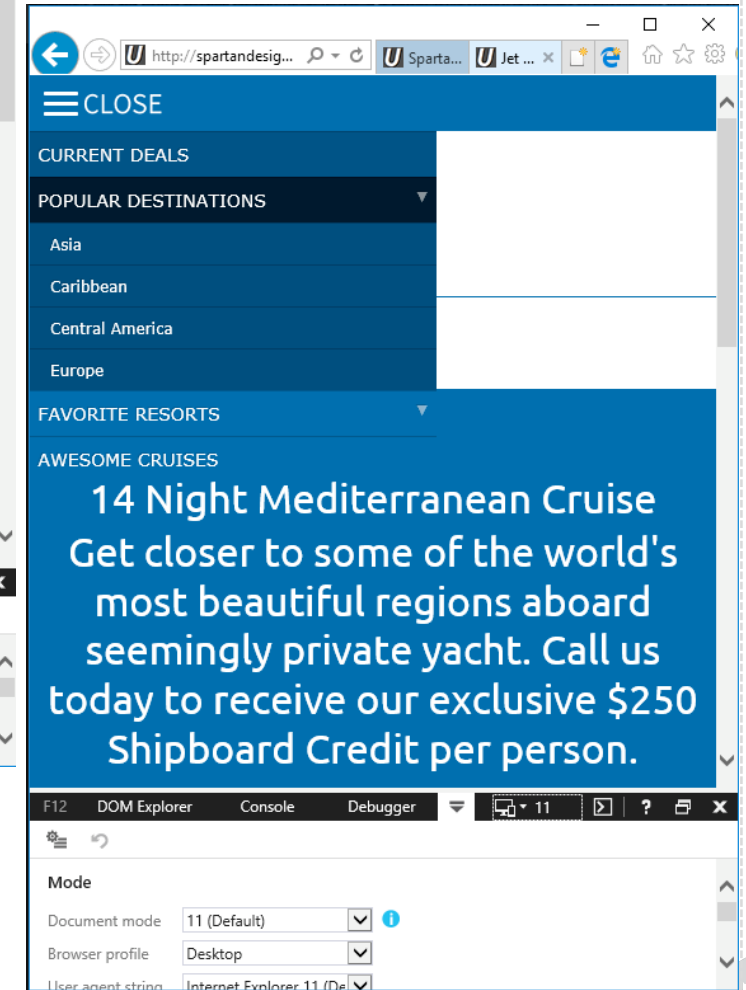 http://spartandesig...
Sparta...
Jet ...
CLOSE
CURRENT DEALS
POPULAR DESTINATIONS
Asia
Caribbean
Central America
Europe
FAVORITE RESORTS
AWESOME CRUISES
14 Night Mediterranean Cruise
Get closer to some of the world's
most beautiful regions aboard
seemingly private yacht. Call us
today to receive our exclusive $250
Shipboard Credit per person.
F12 DOM Explorer Console Debugger 11 ?
Mode
Document mode 11 (Default)
Browser profile Desktop
User agent string Internet Explorer 11 (De